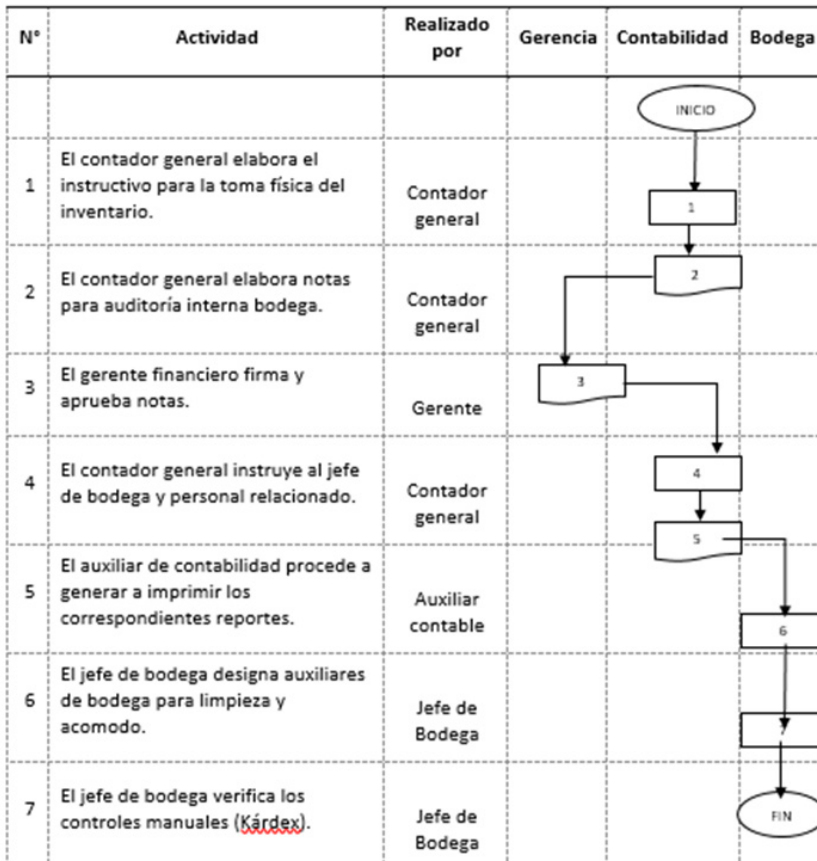 N° Actividad Realizado por Gerencia Contabilidad Bodega
INICIO
1 El contador general elabora el
instructivo para la toma física del
inventario.
Contador
general
1
2 El contador general elabora notas
para auditoría interna bodega.
Contador
general
2
3 El gerente financiero firma y
aprueba notas.
Gerente
3
4 El contador general instruye al jefe
de bodega y personal relacionado.
Contador
general
4
5 El auxiliar de contabilidad procede a
generar a imprimir los
correspondientes reportes.
Auxiliar
contable
5
6 El jefe de bodega designa auxiliares
de bodega para limpieza y
acomodo.
Jefe de
Bodega
6
7 El jefe de bodega verifica los
controles manuales (Kárdex).
Jefe de
Bodega
FIN